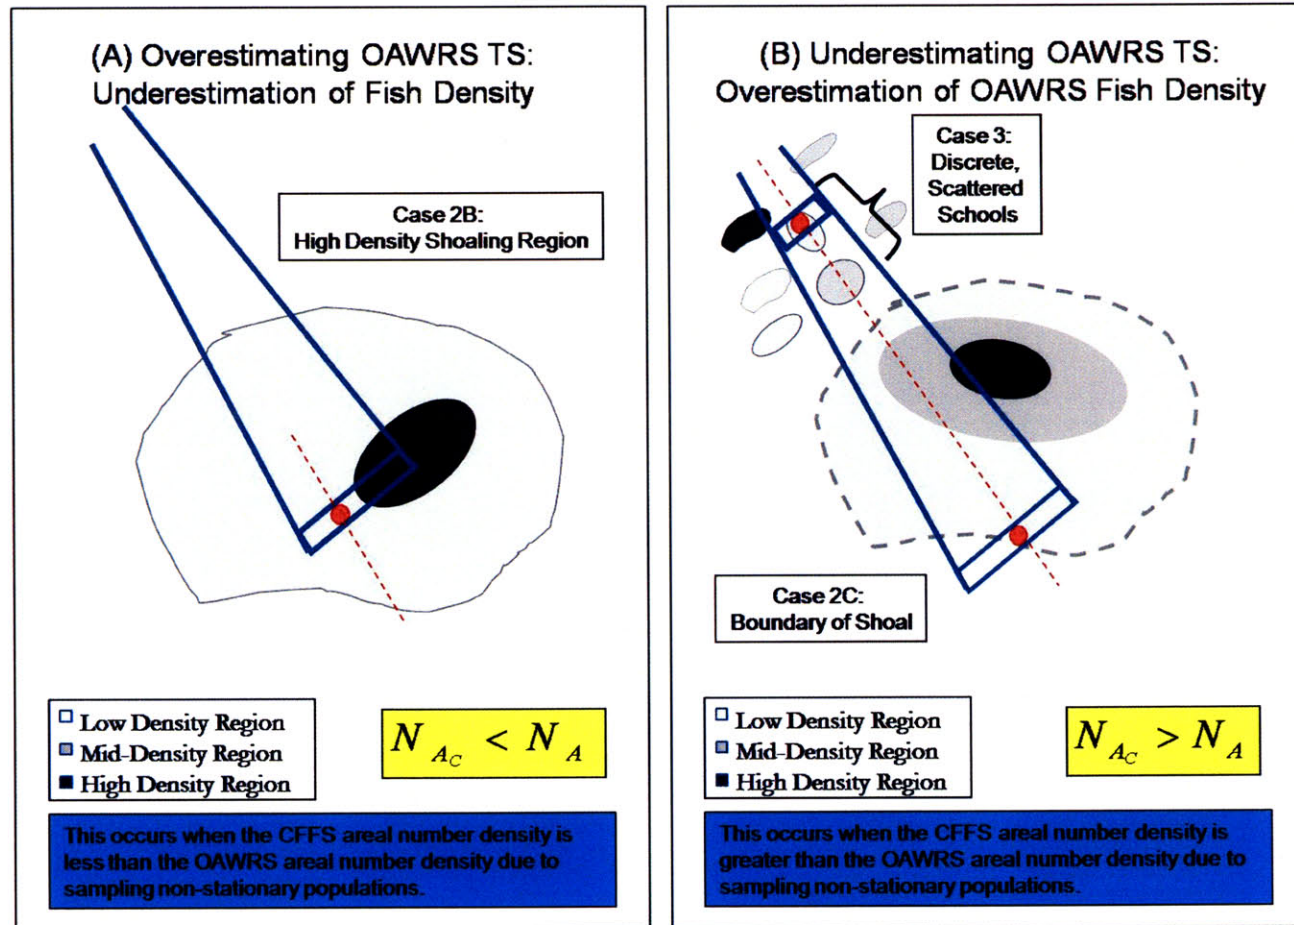 (A) Overestimating OAWRS TS:
Underestimation of Fish Density
Case 2B:
High Density Shoaling Region
Low Density Region
Mid-Density Region
High Density Region
N_{A_C} < N_A
This occurs when the CFFS areal number density is
less than the OAWRS areal number density due to
sampling non-stationary populations.
(B) Underestimating OAWRS TS:
Overestimation of OAWRS Fish Density
Case 3:
Discrete,
Scattered
Schools
Case 2C:
Boundary of Shoal
Low Density Region
Mid-Density Region
High Density Region
N_{A_C} > N_A
This occurs when the CFFS areal number density is
greater than the OAWRS areal number density due to
sampling non-stationary populations.